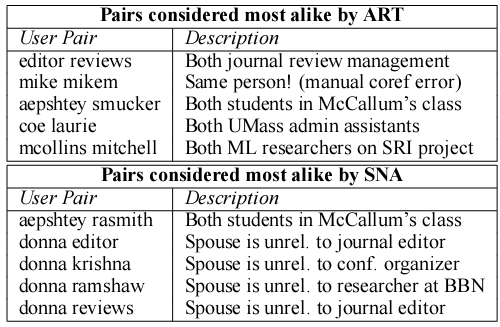 Pairs considered most alike by ART
User Pair Description
editor reviews Both journal review management
mike mikem Same person! (manual coref error)
aepshtey smucker Both students in McCallum's class
coe laurie Both UMass admin assistants
mcollins mitchell Both ML researchers on SRI project
Pairs considered most alike by SNA
User Pair Description
aepshtey rasmith Both students in McCallum's class
donna editor Spouse is unrel. to journal editor
donna krishna Spouse is unrel. to conf. organizer
donna ramshaw Spouse is unrel. to researcher at BBN
donna reviews Spouse is unrel. to journal editor